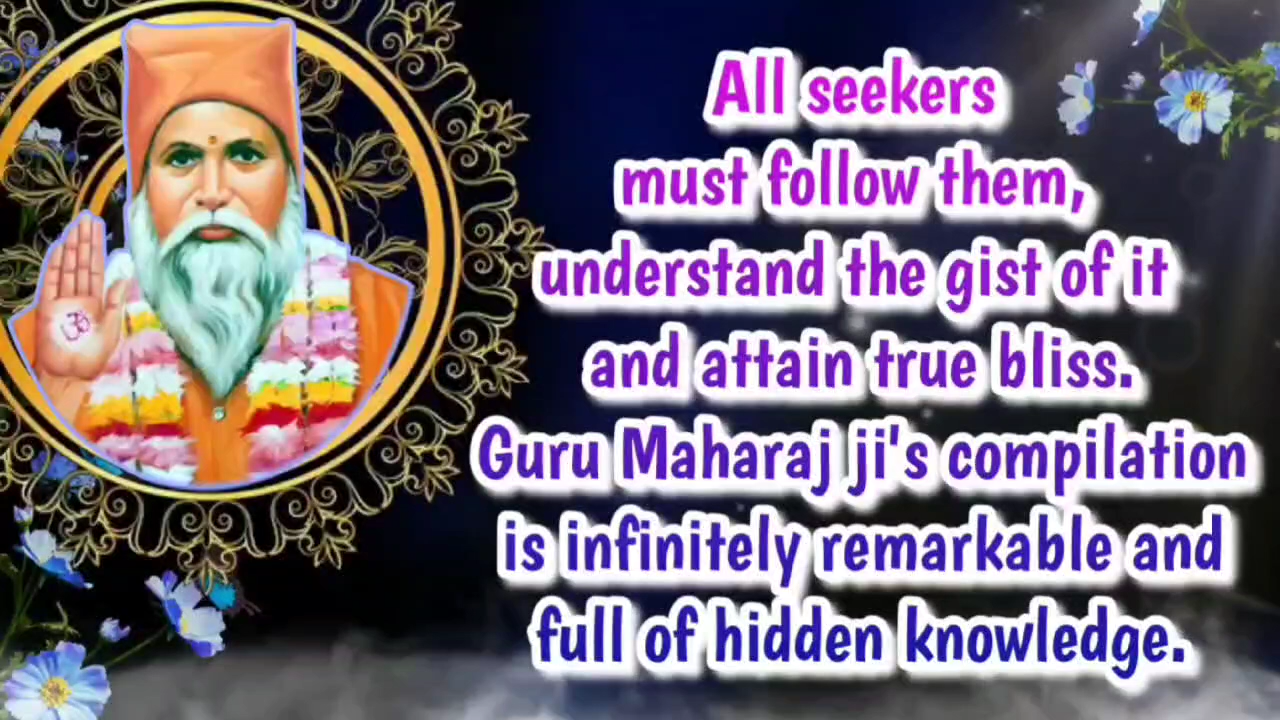 All seekers
must follow them,
understand the gist of it
and attain true bliss.
Guru Maharaj ji's compilation
is infinitely remarkable and
full of hidden knowledge.
ॐ